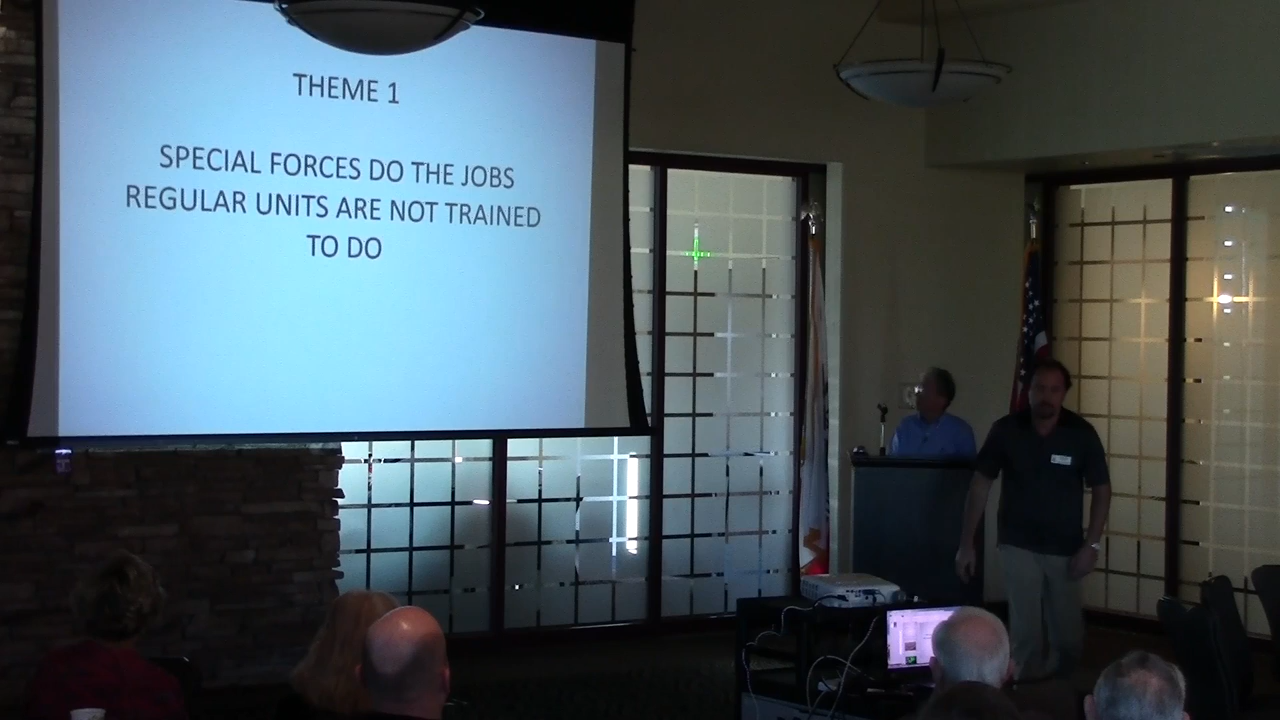 THEME 1
SPECIAL FORCES DO THE JOBS
REGULAR UNITS ARE NOT TRAINED
TO DO